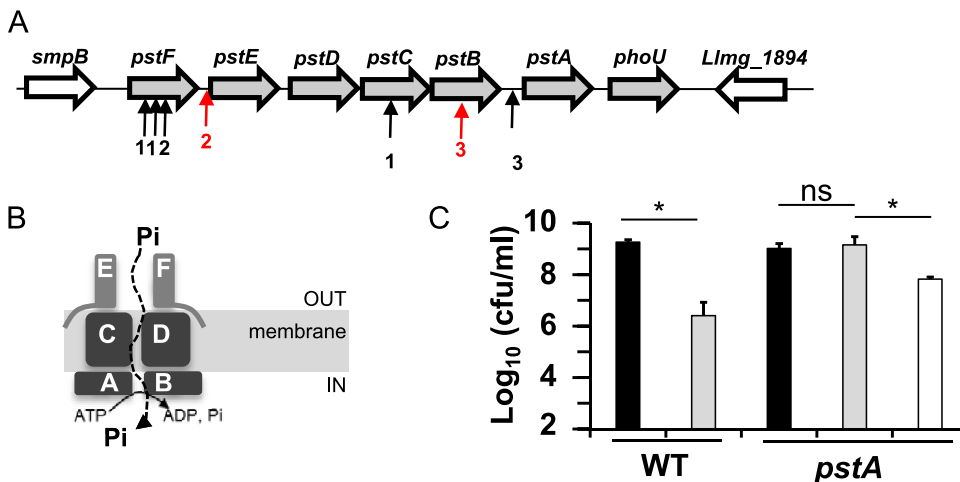 A
smpB pstF pstE pstD pstC pstB pstA phoU LImg_1894
1 1 2 2 1 3 3
B
Pi
E F
OUT
C D membrane
A B IN
ATP ADP, Pi
Pi
C
ns
* *
10
8
6
4
2
Log10 (cfu/ml)
WT pstA